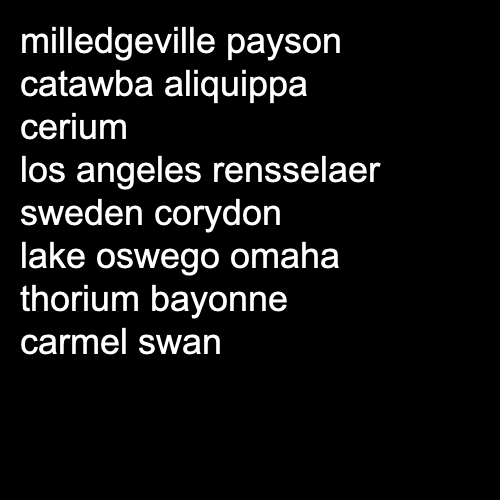 milledgeville payson
catawba aliquippa
cerium
los angeles rensselaer
sweden corydon
lake oswego omaha
thorium bayonne
carmel swan